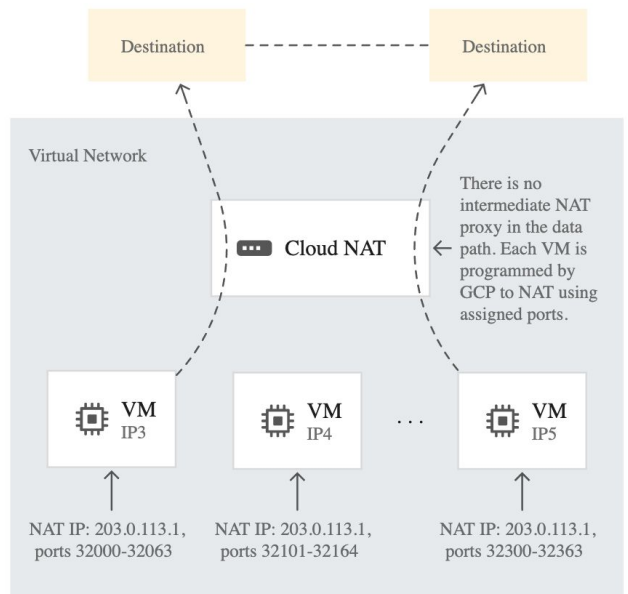 Destination
Destination
Virtual Network
There is no
intermediate NAT
proxy in the data
path. Each VM is
programmed by
GCP to NAT using
assigned ports.
Cloud NAT
VM
IP3
VM
IP4
...
VM
IP5
NAT IP: 203.0.113.1,
ports 32000-32063
NAT IP: 203.0.113.1,
ports 32101-32164
NAT IP: 203.0.113.1,
ports 32300-32363